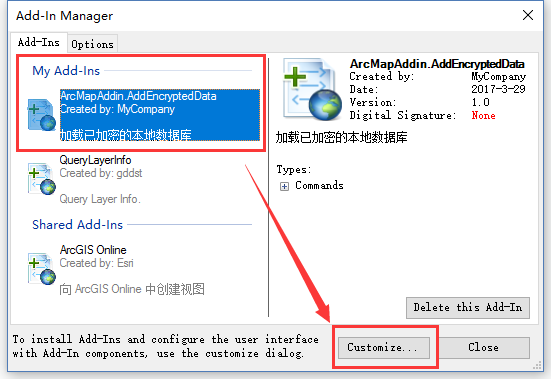 Add-In Manager
Add-Ins
Options
My Add-Ins
ArcMapAddin.AddEncryptedData
Created by: MyCompany
加载已加密的本地数据库
QueryLayerInfo
Created by: gddst
Query Layer Info.
Shared Add-Ins
ArcGIS Online
Created by: Esri
向 ArcGIS Online 中创建视图
ArcMapAddin.AddEncryptedData
Created by: MyCompany
Date: 2017-3-29
Version: 1.0
Digital Signature: None
加载已加密的本地数据库
Types:
Commands
Delete this Add-In
To install Add-Ins and configure the user interface
with Add-In components, use the customize dialog.
Customize...
Close